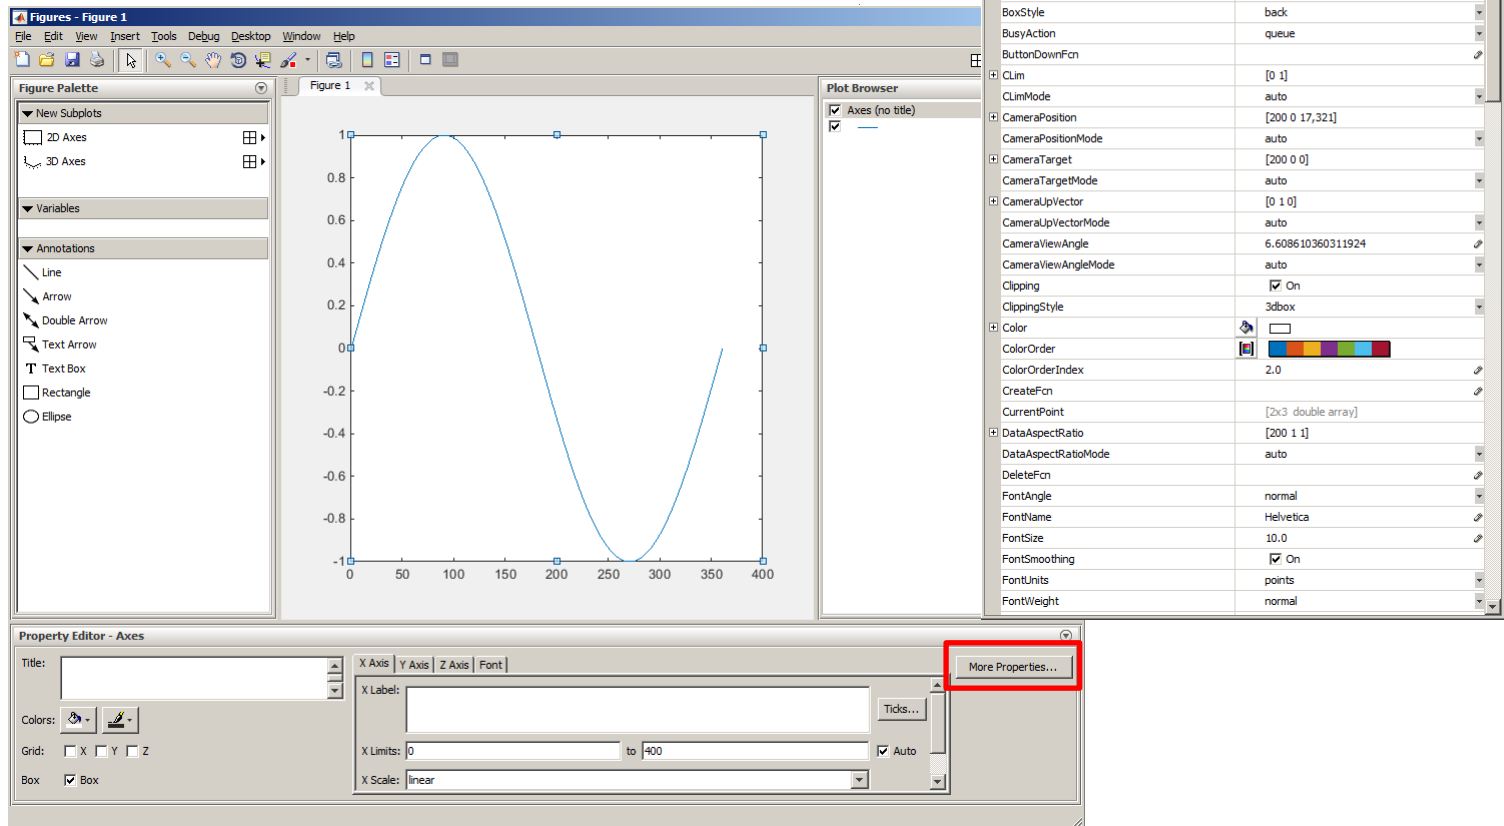 Figures - Figure 1
File Edit View Insert Tools Debug Desktop Window Help
Figure Palette
New Subplots
2D Axes
3D Axes
Variables
Annotations
Line
Arrow
Double Arrow
Text Arrow
T Text Box
Rectangle
Ellipse
Figure 1
1
0.8
0.6
0.4
0.2
0
-0.2
-0.4
-0.6
-0.8
-1
0 50 100 150 200 250 300 350 400
Plot Browser
Axes (no title)
BoxStyle back
BusyAction queue
ButtonDownFcn
CLim [0 1]
CLimMode auto
CameraPosition [200 0 17,321]
CameraPositionMode auto
CameraTarget [200 0 0]
CameraTargetMode auto
CameraUpVector [0 1 0]
CameraUpVectorMode auto
CameraViewAngle 6.608610360311924
CameraViewAngleMode auto
Clipping On
ClippingStyle 3dbox
Color
ColorOrder
ColorOrderIndex 2.0
CreateFcn
CurrentPoint [2x3 double array]
DataAspectRatio [200 1 1]
DataAspectRatioMode auto
DeleteFcn
FontAngle normal
FontName Helvetica
FontSize 10.0
FontSmoothing On
FontUnits points
FontWeight normal
Property Editor - Axes
Title:
Colors:
Grid: X Y Z
Box Box
X Axis Y Axis Z Axis Font
X Label:
Ticks...
X Limits: 0 to 400 Auto
X Scale: linear
More Properties...